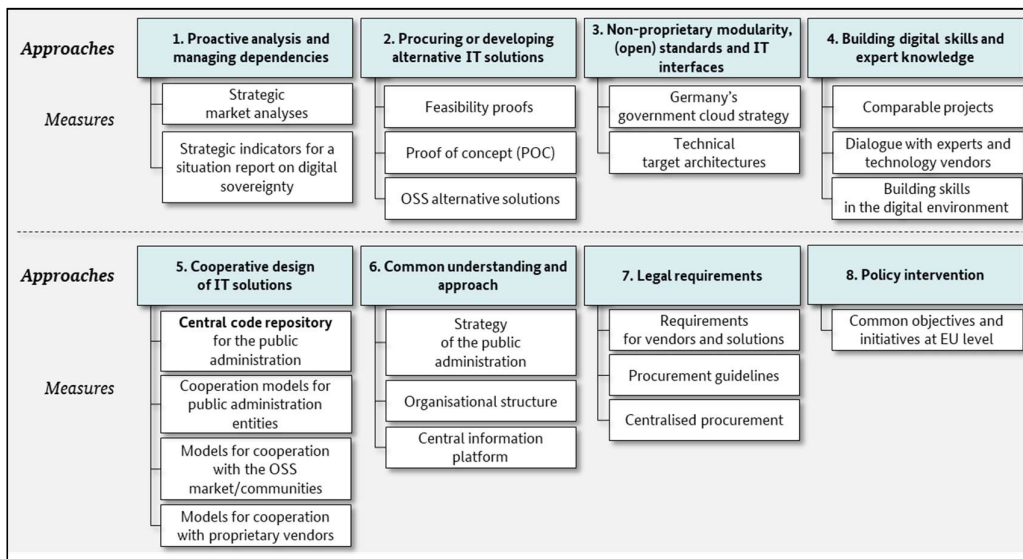 Approaches
1. Proactive analysis and
managing dependencies
2. Procuring or developing
alternative IT solutions
3. Non-proprietary modularity,
(open) standards and IT
interfaces
4. Building digital skills and
expert knowledge
Measures
Strategic
market analyses
Strategic indicators for a
situation report on digital
sovereignty
Feasibility proofs
Proof of concept (POC)
OSS alternative solutions
Germany's
government cloud strategy
Technical
target architectures
Comparable projects
Dialogue with experts and
technology vendors
Building skills
in the digital environment
Approaches
5. Cooperative design
of IT solutions
6. Common understanding and
approach
7. Legal requirements
8. Policy intervention
Measures
Central code repository
for the public
administration
Cooperation models for
public administration
entities
Models for cooperation
with the OSS
market/communities
Models for cooperation
with proprietary vendors
Strategy
of the public
administration
Organisational structure
Central information
platform
Requirements
for vendors and solutions
Procurement guidelines
Centralised procurement
Common objectives and
initiatives at EU level